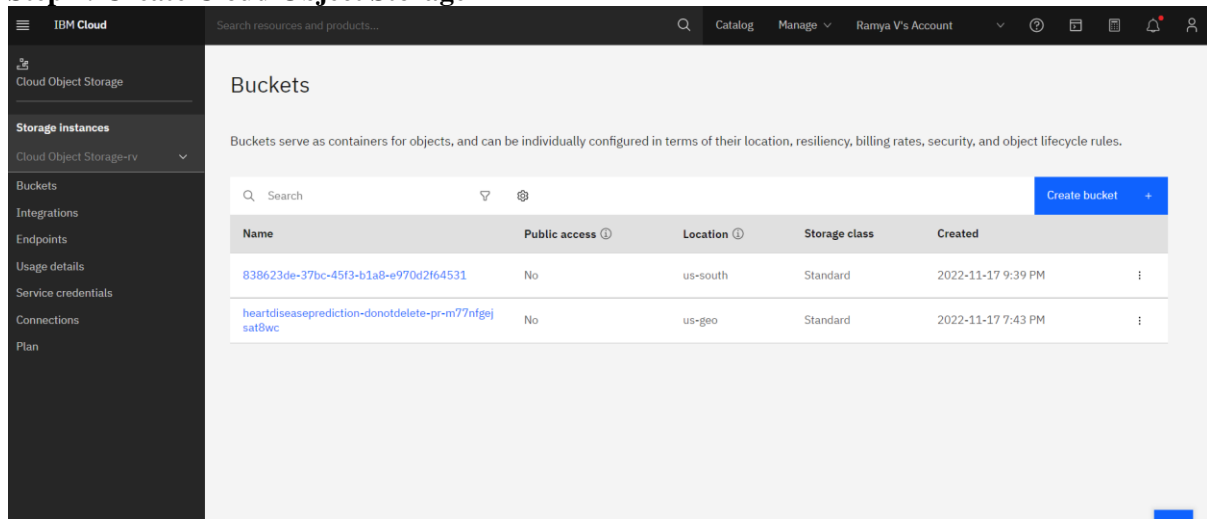 IBM Cloud
Search resources and products...
Catalog
Manage
Ramya V's Account
Cloud Object Storage
Storage instances
Cloud Object Storage-rv
Buckets
Integrations
Endpoints
Usage details
Service credentials
Connections
Plan
Buckets
Buckets serve as containers for objects, and can be individually configured in terms of their location, resiliency, billing rates, security, and object lifecycle rules.
Search
Create bucket +
Name Public access Location Storage class Created
838623de-37bc-45f3-b1a8-e970d2f64531 No us-south Standard 2022-11-17 9:39 PM
heartdiseaseprediction-donotdelete-pr-m77nfgej
sat8wc
No us-geo Standard 2022-11-17 7:43 PM